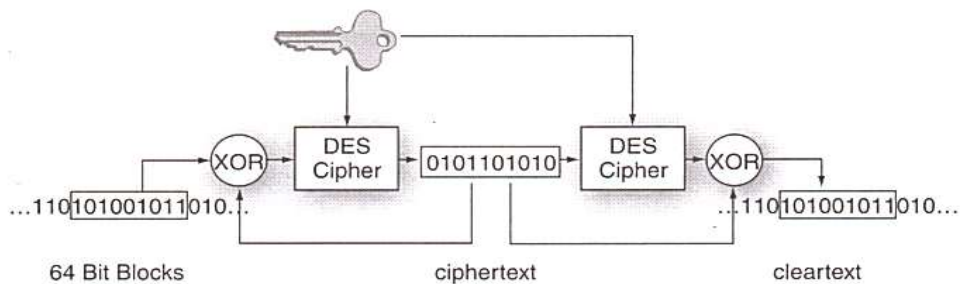 DES
Cipher
DES
Cipher
XOR
0101101010
XOR
...110101001011010...
...110101001011010...
64 Bit Blocks
ciphertext
cleartext